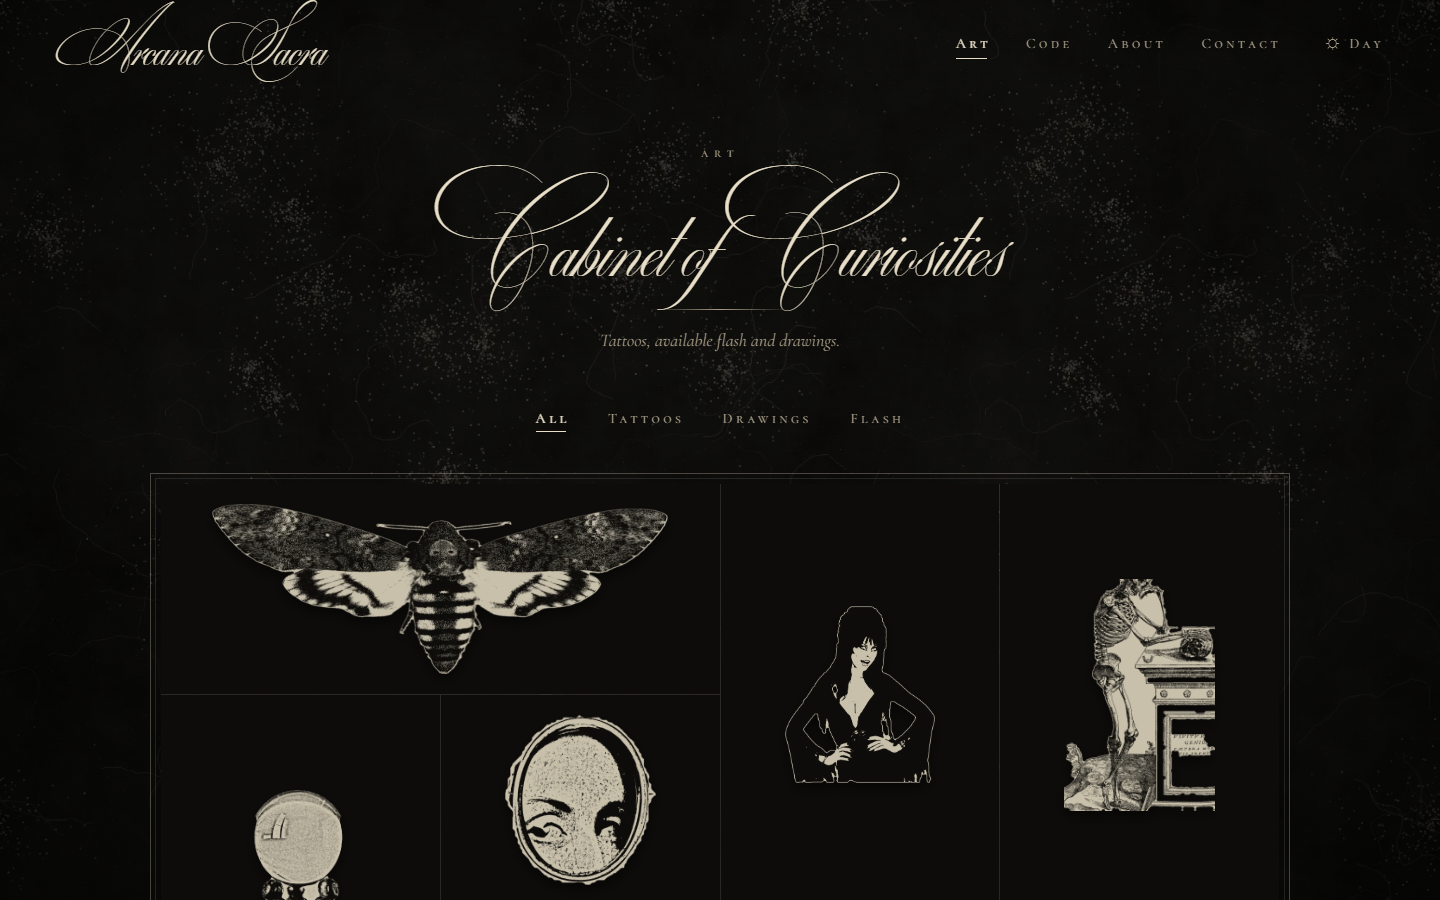 Arcana Sacra
Art Code About Contact Day
Art
Cabinet of Curiosities
Tattoos, available flash and drawings.
All Tattoos Drawings Flash